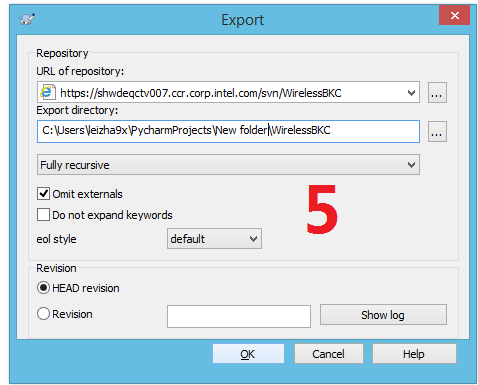 Export
Repository
URL of repository:
https://shwdeqctv007.ccr.corp.intel.com/svn/WirelessBKC
...
Export directory:
C:\Users\leizha9x\PycharmProjects\New folder\WirelessBKC
...
Fully recursive
Omit externals
Do not expand keywords
5
eol style
default
Revision
HEAD revision
Revision
Show log
OK
Cancel
Help